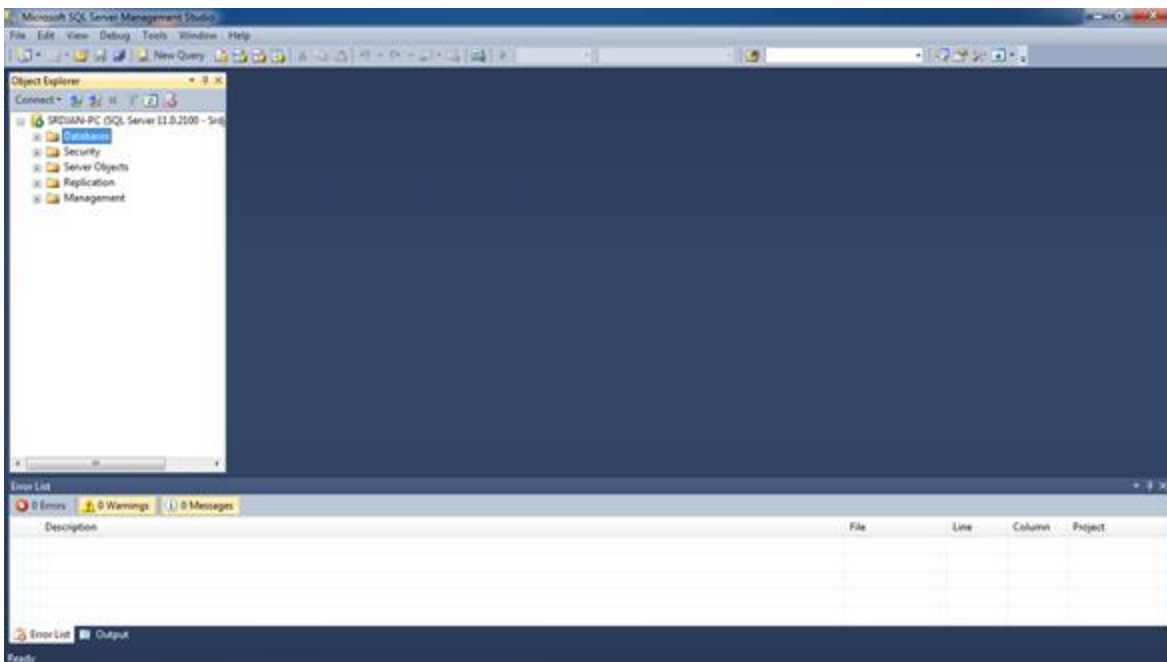 Microsoft SQL Server Management Studio
File Edit View Debug Tools Window Help
New Query
Object Explorer
Connect
SRDJAN-PC (SQL Server 11.0.2100 - Srdj
Databases
Security
Server Objects
Replication
Management
Error List
0 Errors 0 Warnings 0 Messages
Description File Line Column Project
Error List Output
Ready